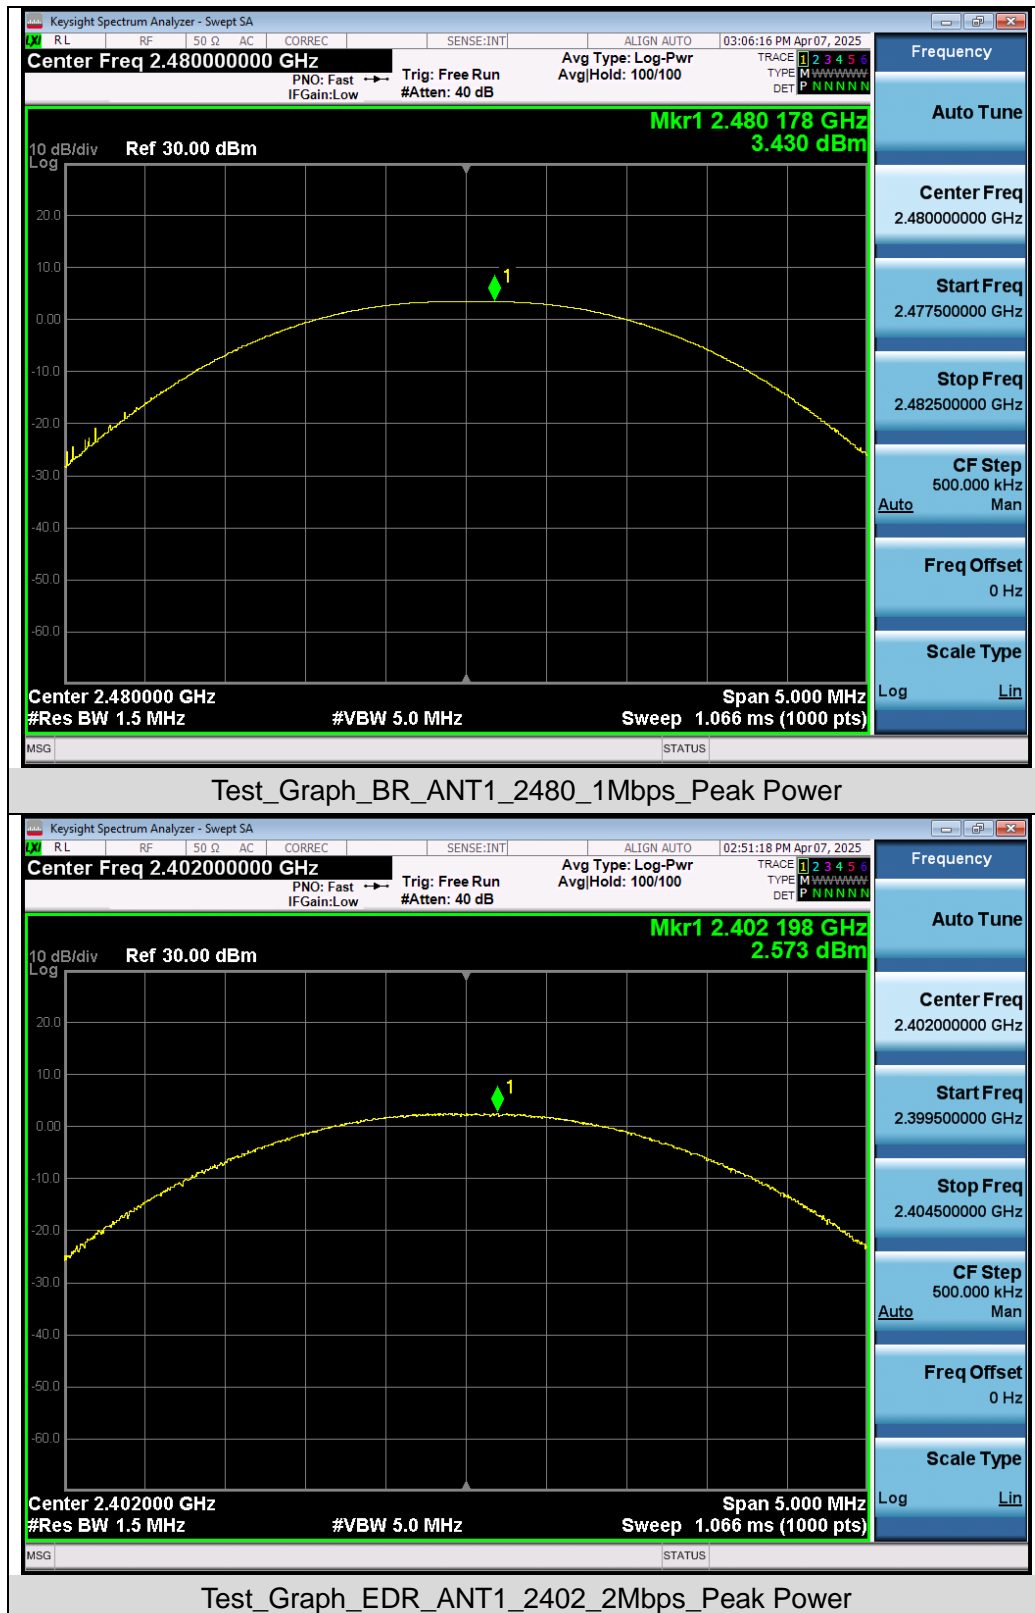 Keysight Spectrum Analyzer - Swept SA
LXI RL RF 50 Ω AC CORREC SENSE:INT ALIGN AUTO 03:06:16 PM Apr 07, 2025
Center Freq 2.480000000 GHz
PNO: Fast
IFGain:Low
Trig: Free Run
#Atten: 40 dB
Avg Type: Log-Pwr
Avg|Hold: 100/100
TRACE 1 2 3 4 5 6
TYPE M W W W W W
DET P N N N N N
Mkr1 2.480 178 GHz
3.430 dBm
10 dB/div Ref 30.00 dBm
Log
20.0
10.0
1
0.00
-10.0
-20.0
-30.0
-40.0
-50.0
-60.0
Center 2.480000 GHz Span 5.000 MHz
#Res BW 1.5 MHz #VBW 5.0 MHz Sweep 1.066 ms (1000 pts)
MSG STATUS
Frequency
Auto Tune
Center Freq
2.480000000 GHz
Start Freq
2.477500000 GHz
Stop Freq
2.482500000 GHz
CF Step
500.000 kHz
Auto Man
Freq Offset
0 Hz
Scale Type
Log Lin
Test_Graph_BR_ANT1_2480_1Mbps_Peak Power
Keysight Spectrum Analyzer - Swept SA
LXI RL RF 50 Ω AC CORREC SENSE:INT ALIGN AUTO 02:51:18 PM Apr 07, 2025
Center Freq 2.402000000 GHz
PNO: Fast
IFGain:Low
Trig: Free Run
#Atten: 40 dB
Avg Type: Log-Pwr
Avg|Hold: 100/100
TRACE 1 2 3 4 5 6
TYPE M W W W W W
DET P N N N N N
Mkr1 2.402 198 GHz
2.573 dBm
10 dB/div Ref 30.00 dBm
Log
20.0
10.0
1
0.00
-10.0
-20.0
-30.0
-40.0
-50.0
-60.0
Center 2.402000 GHz Span 5.000 MHz
#Res BW 1.5 MHz #VBW 5.0 MHz Sweep 1.066 ms (1000 pts)
MSG STATUS
Frequency
Auto Tune
Center Freq
2.402000000 GHz
Start Freq
2.399500000 GHz
Stop Freq
2.404500000 GHz
CF Step
500.000 kHz
Auto Man
Freq Offset
0 Hz
Scale Type
Log Lin
Test_Graph_EDR_ANT1_2402_2Mbps_Peak Power